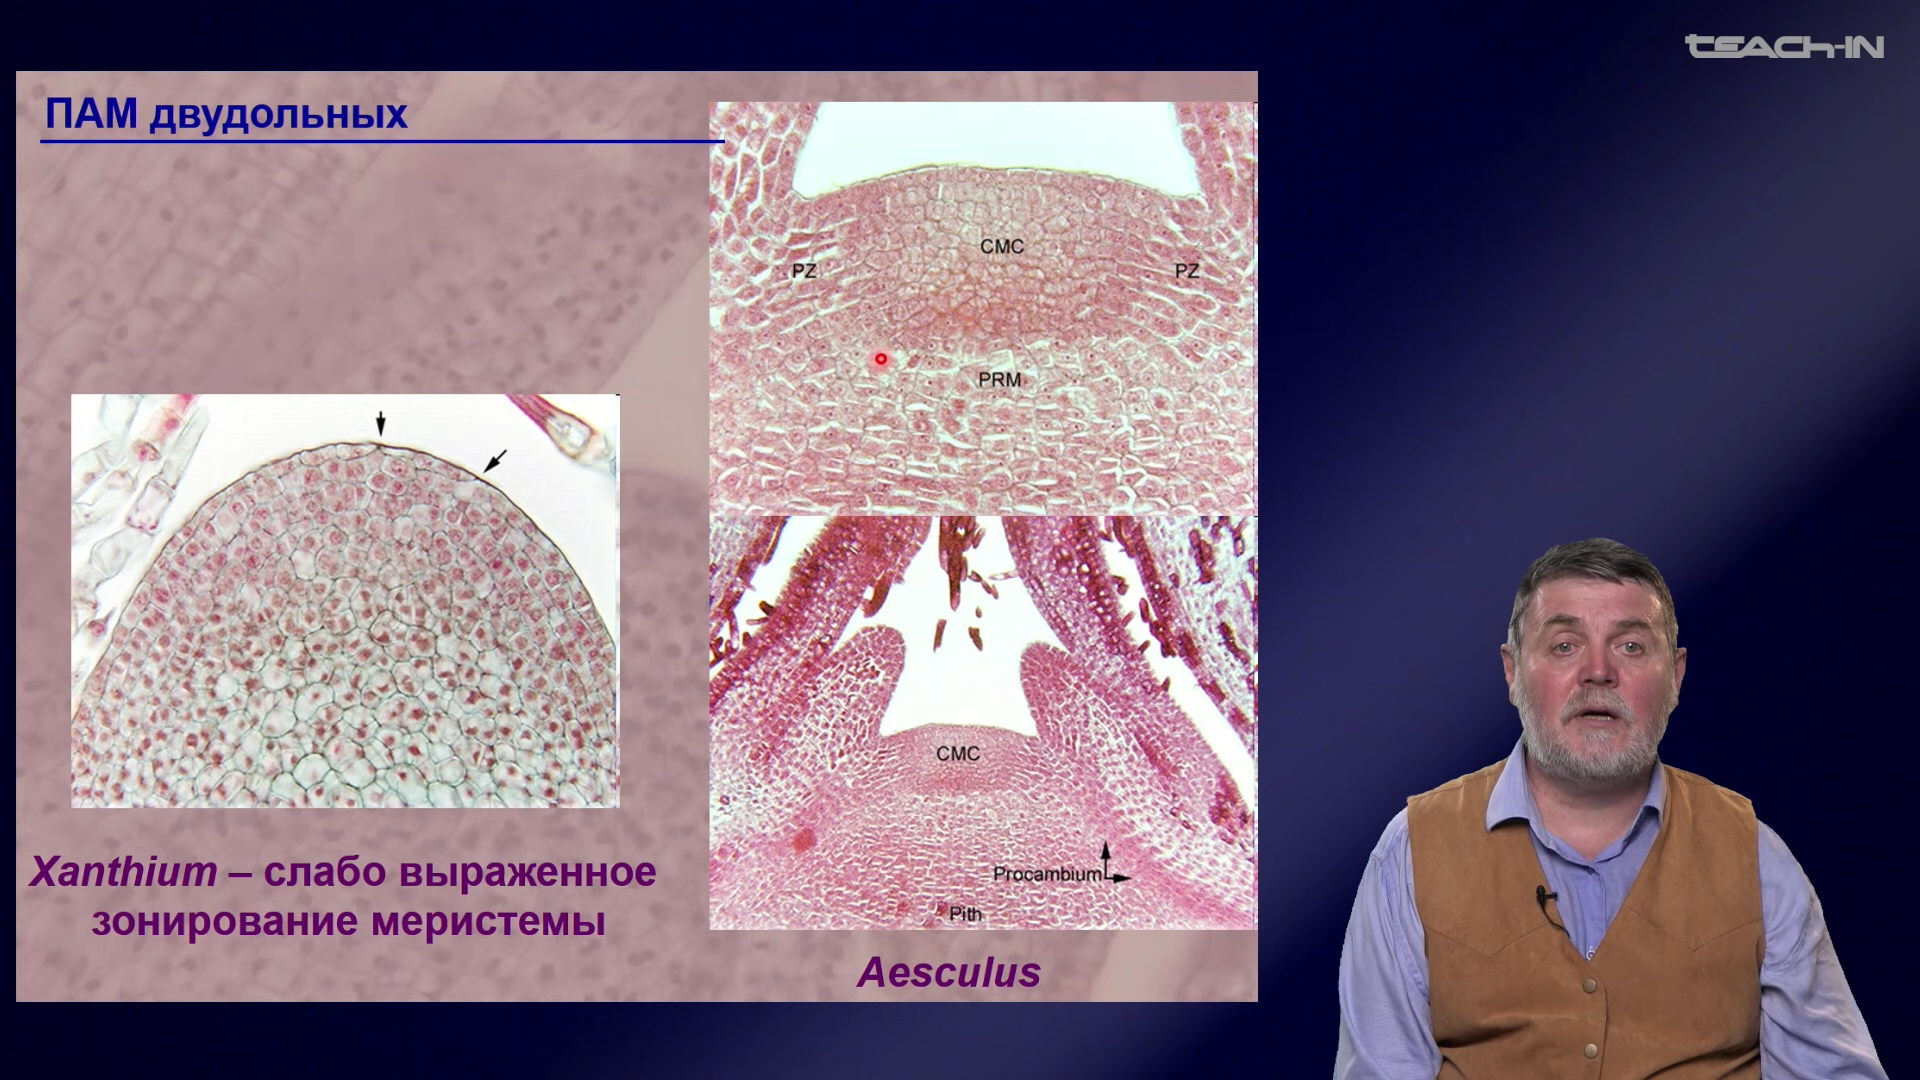 TEACH-IN
ПАМ двудольных
CMC
PZ
PZ
PRM
CMC
Procambium
Pith
Xanthium – слабо выраженное
зонирование меристемы
Aesculus